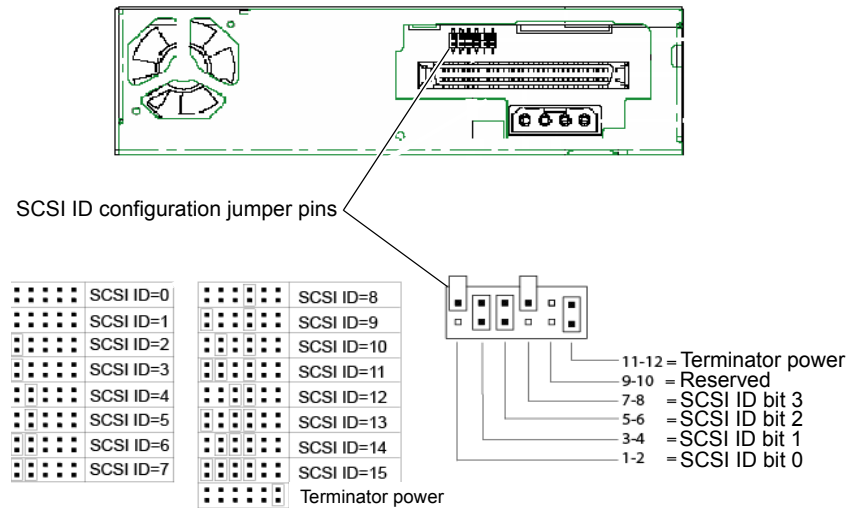 SCSI ID configuration jumper pins
SCSI ID=0
SCSI ID=1
SCSI ID=2
SCSI ID=3
SCSI ID=4
SCSI ID=5
SCSI ID=6
SCSI ID=7
SCSI ID=8
SCSI ID=9
SCSI ID=10
SCSI ID=11
SCSI ID=12
SCSI ID=13
SCSI ID=14
SCSI ID=15
Terminator power
11-12 = Terminator power
9-10 = Reserved
7-8 = SCSI ID bit 3
5-6 = SCSI ID bit 2
3-4 = SCSI ID bit 1
1-2 = SCSI ID bit 0